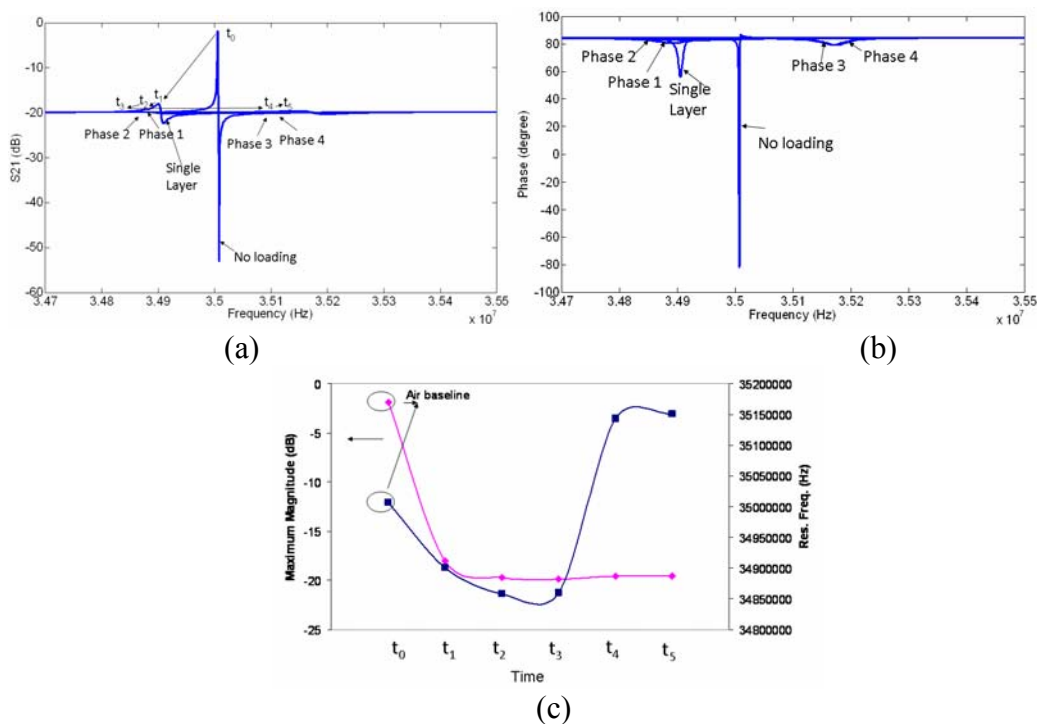 (a)
0
-10
-20
-30
-40
-50
-60
S21 (dB)
t0
t3 t2 t1
t4 t5
Phase 2 Phase 1
Phase 3 Phase 4
Single
Layer
No loading
3.47 3.48 3.49 3.5 3.51 3.52 3.53 3.54 3.55
Frequency (Hz)
x 10^7
(a)
100
80
60
40
20
0
-20
-40
-60
-80
-100
Phase (degree)
Phase 2
Phase 1
Single
Layer
Phase 3 Phase 4
No loading
3.47 3.48 3.49 3.5 3.51 3.52 3.53 3.54 3.55
Frequency (Hz)
x 10^7
(b)
(b)
0
-5
-10
-15
-20
-25
Maximum Magnitude (dB)
Air baseline
35200000
35150000
35100000
35050000
35000000
34950000
34900000
34850000
34800000
Res. Freq. (Hz)
t0 t1 t2 t3 t4 t5
Time
(c)